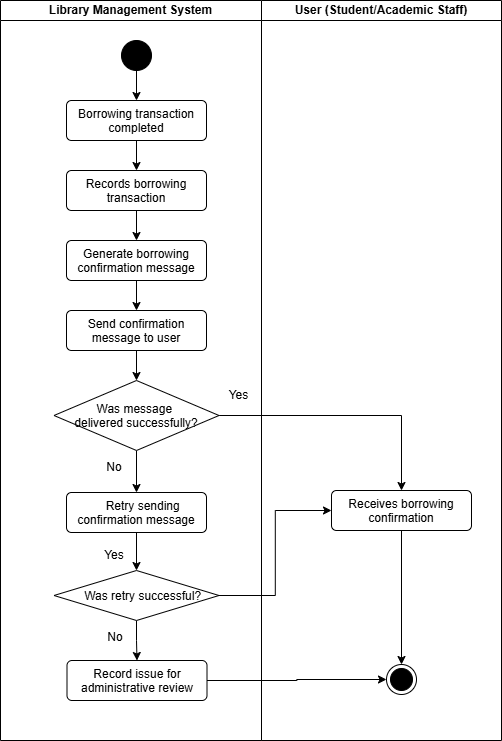 Library Management System
User (Student/Academic Staff)
Borrowing transaction
completed
Records borrowing
transaction
Generate borrowing
confirmation message
Send confirmation
message to user
Yes
Was message
delivered successfully?
No
Retry sending
confirmation message
Receives borrowing
confirmation
Yes
Was retry successful?
No
Record issue for
administrative review